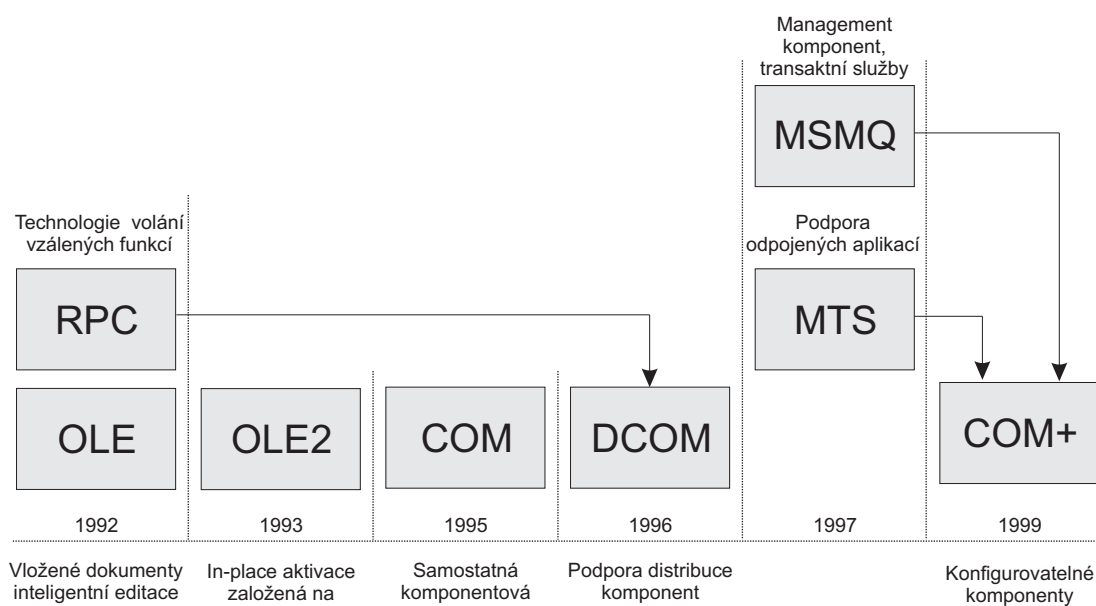 Management
komponent,
transaktní služby
MSMQ
Technologie volání
vzálených funkcí
Podpora
odpojených aplikací
RPC
MTS
OLE
OLE2
COM
DCOM
COM+
1992
1993
1995
1996
1997
1999
Vložené dokumenty
inteligentní editace
In-place aktivace
založená na
Samostatná
komponentová
Podpora distribuce
komponent
Konfigurovatelné
komponenty